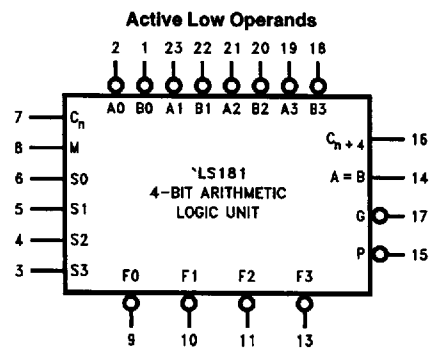 Active Low Operands
2 1 23 22 21 20 19 18
A0 B0 A1 B1 A2 B2 A3 B3
7 Cn
8 M
6 S0
5 S1
4 S2
3 S3
'LS181
4-BIT ARITHMETIC
LOGIC UNIT
Cn+4 16
A=B 14
G 17
P 15
F0 F1 F2 F3
9 10 11 13